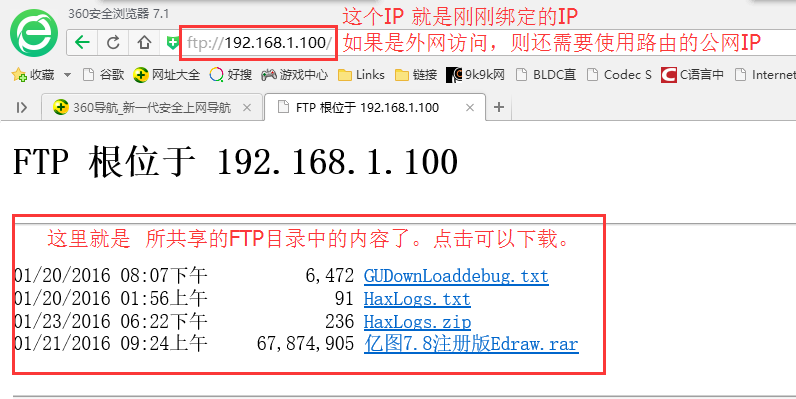 360安全浏览器 7.1
这个IP 就是刚刚绑定的IP
ftp://192.168.1.100/
如果是外网访问，则还需要使用路由的公网IP
收藏 谷歌 网址大全 好搜 游戏中心 Links 链接 9k9k网 BLDC直 Codec S C语言中 Internet
360导航_新一代安全上网导航 FTP 根位于 192.168.1.100
FTP 根位于 192.168.1.100
这里就是 所共享的FTP目录中的内容了。点击可以下载。
01/20/2016 08:07下午 6,472 GUDownLoaddebug.txt
01/20/2016 01:56上午 91 HaxLogs.txt
01/23/2016 06:22下午 236 HaxLogs.zip
01/21/2016 09:24上午 67,874,905 亿图7.8注册版Edraw.rar